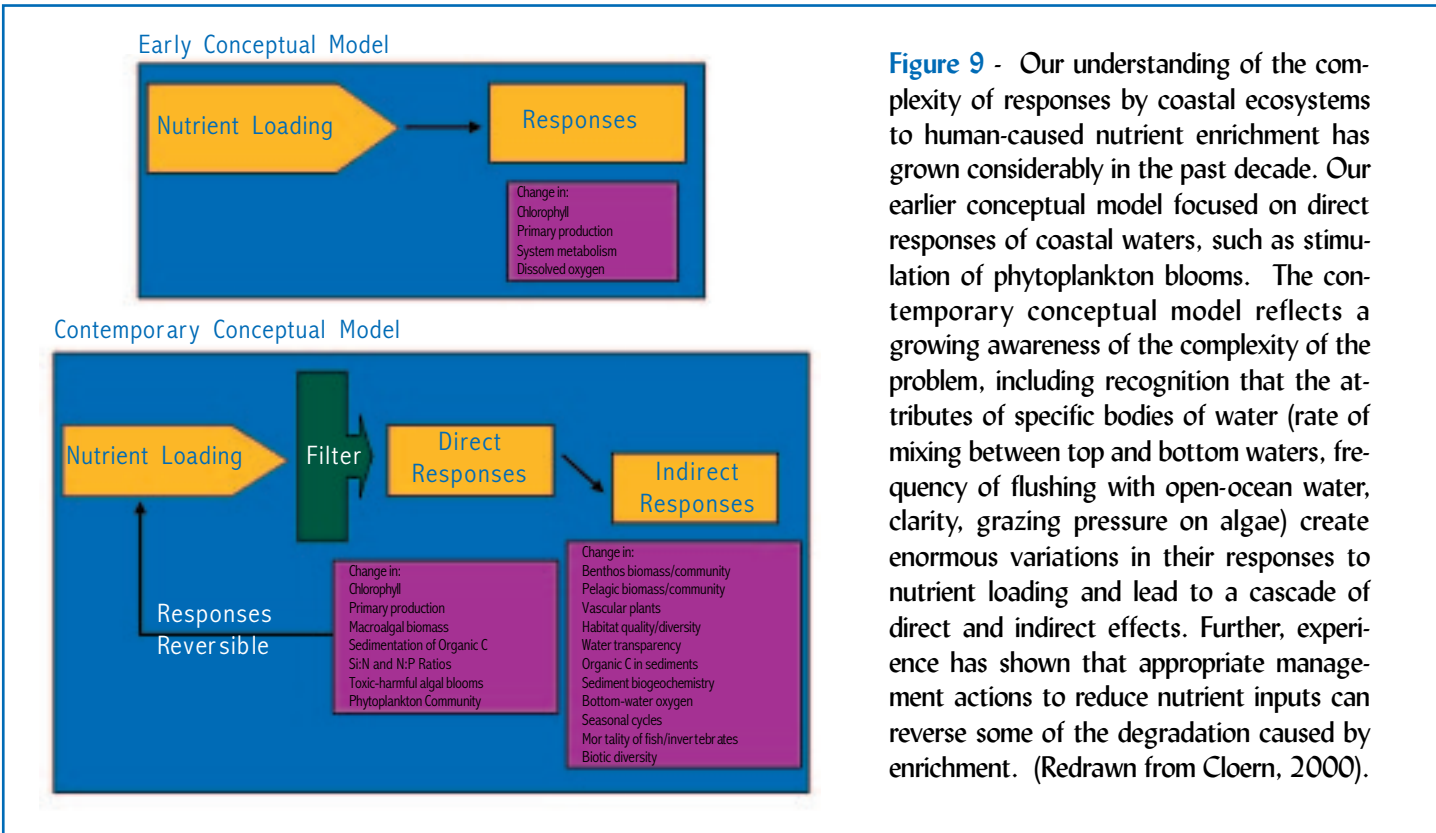 Early Conceptual Model
Nutrient Loading
Responses
Change in:
Chlorophyll
Primary production
System metabolism
Dissolved oxygen
Contemporary Conceptual Model
Nutrient Loading
Filter
Direct
Responses
Indirect
Responses
Responses
Reversible
Change in:
Chlorophyll
Primary production
Macroalgal biomass
Sedimentation of Organic C
Si:N and N:P Ratios
Toxic-harmful algal blooms
Phytoplankton Community
Change in:
Benthos biomass/community
Pelagic biomass/community
Vascular plants
Habitat quality/diversity
Water transparency
Organic C in sediments
Sediment biogeochemistry
Bottom-water oxygen
Seasonal cycles
Mortality of fish/invertebrates
Biotic diversity
Figure 9 - Our understanding of the com-
plexity of responses by coastal ecosystems
to human-caused nutrient enrichment has
grown considerably in the past decade. Our
earlier conceptual model focused on direct
responses of coastal waters, such as stimu-
lation of phytoplankton blooms. The con-
temporary conceptual model reflects a
growing awareness of the complexity of the
problem, including recognition that the at-
tributes of specific bodies of water (rate of
mixing between top and bottom waters, fre-
quency of flushing with open-ocean water,
clarity, grazing pressure on algae) create
enormous variations in their responses to
nutrient loading and lead to a cascade of
direct and indirect effects. Further, experi-
ence has shown that appropriate manage-
ment actions to reduce nutrient inputs can
reverse some of the degradation caused by
enrichment. (Redrawn from Cloern, 2000).